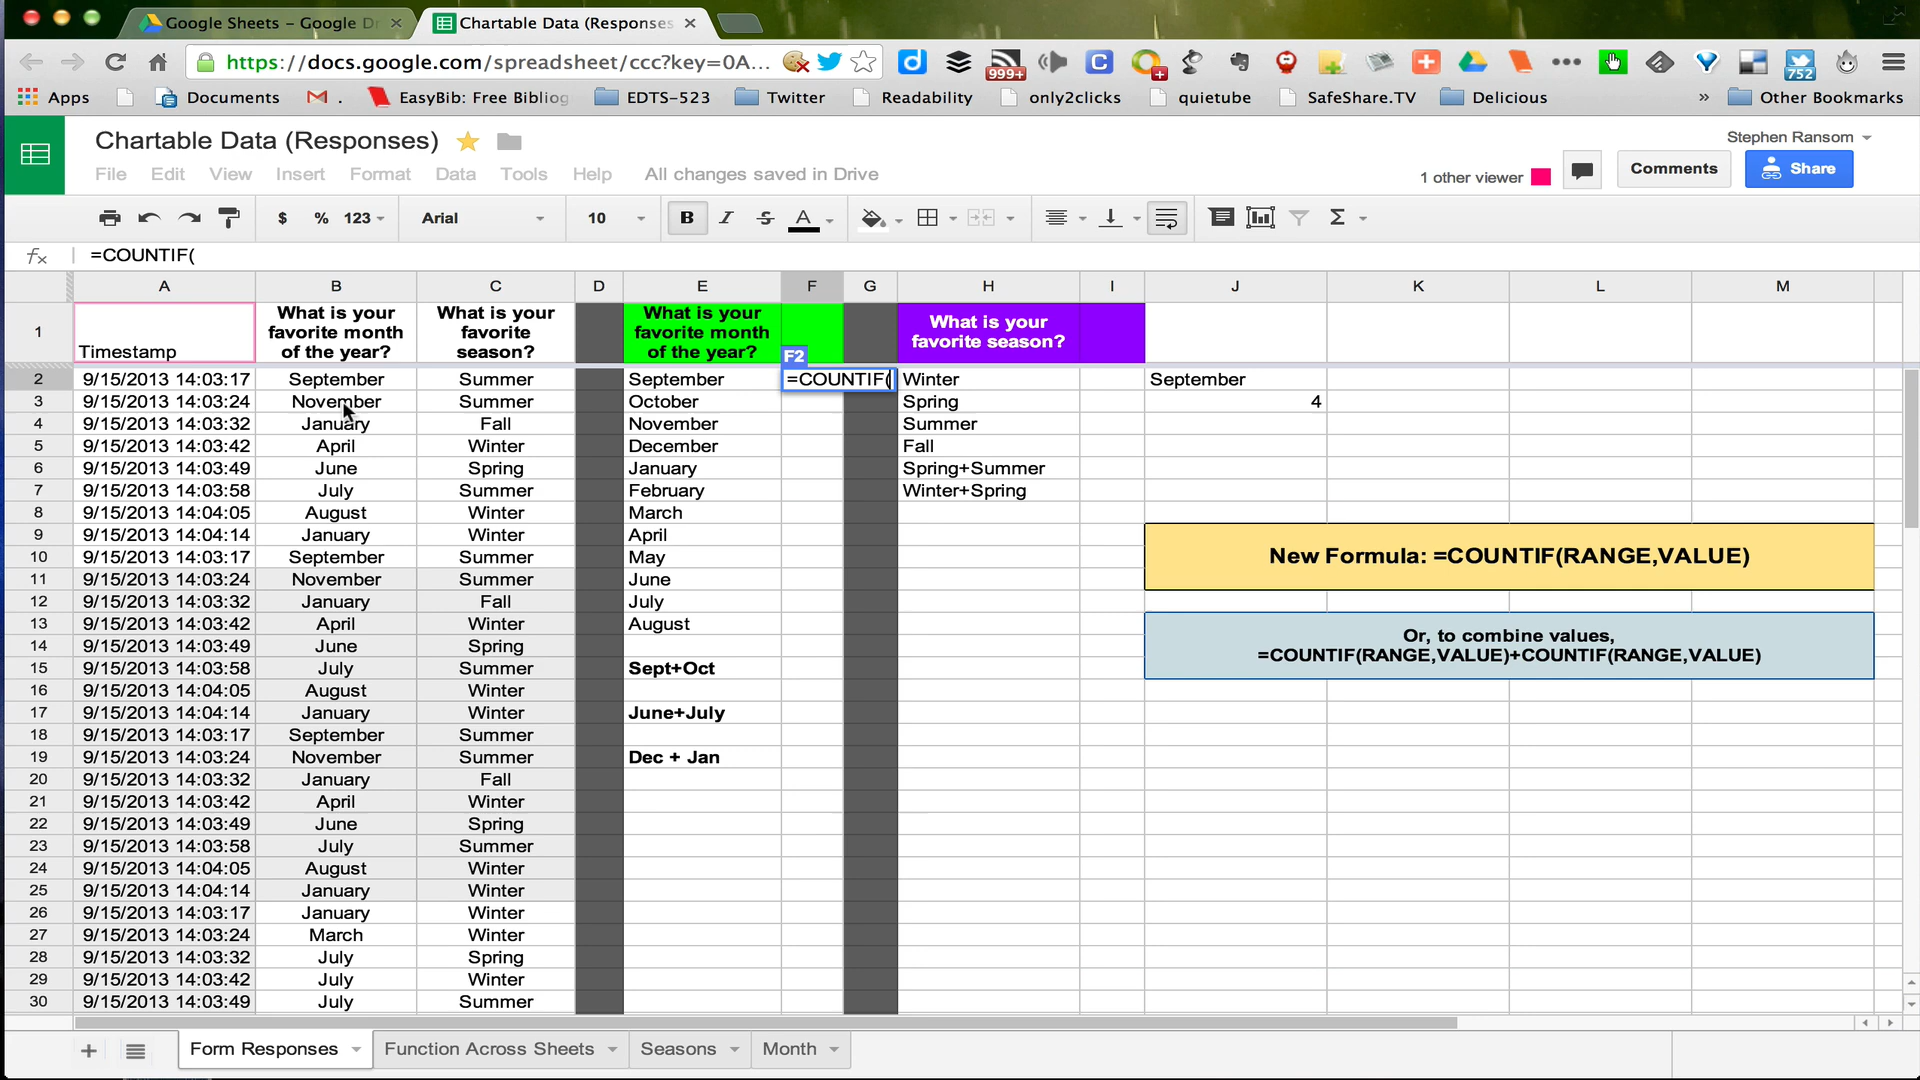 Google Sheets – Google Dr
Chartable Data (Responses
https://docs.google.com/spreadsheet/ccc?key=0A...
999+
752
Apps
Documents
.
EasyBib: Free Bibliog
EDTS-523
Twitter
Readability
only2clicks
quietube
SafeShare.TV
Delicious
»
Other Bookmarks
Chartable Data (Responses)
Stephen Ransom
File Edit View Insert Format Data Tools Help All changes saved in Drive
1 other viewer
Comments
Share
$ % 123 Arial 10 B I S A Σ
fx =COUNTIF(
A B C D E F G H I J K L M
1 Timestamp
What is your
favorite month
of the year?
What is your
favorite
season?
What is your
favorite month
of the year?
What is your
favorite season?
F2
2 9/15/2013 14:03:17 September Summer September =COUNTIF( Winter September
3 9/15/2013 14:03:24 November Summer October Spring 4
4 9/15/2013 14:03:32 January Fall November Summer
5 9/15/2013 14:03:42 April Winter December Fall
6 9/15/2013 14:03:49 June Spring January Spring+Summer
7 9/15/2013 14:03:58 July Summer February Winter+Spring
8 9/15/2013 14:04:05 August Winter March
9 9/15/2013 14:04:14 January Winter April
10 9/15/2013 14:03:17 September Summer May
11 9/15/2013 14:03:24 November Summer June
12 9/15/2013 14:03:32 January Fall July
13 9/15/2013 14:03:42 April Winter August
14 9/15/2013 14:03:49 June Spring
15 9/15/2013 14:03:58 July Summer Sept+Oct
16 9/15/2013 14:04:05 August Winter
17 9/15/2013 14:04:14 January Winter June+July
18 9/15/2013 14:03:17 September Summer
19 9/15/2013 14:03:24 November Summer Dec + Jan
20 9/15/2013 14:03:32 January Fall
21 9/15/2013 14:03:42 April Winter
22 9/15/2013 14:03:49 June Spring
23 9/15/2013 14:03:58 July Summer
24 9/15/2013 14:04:05 August Winter
25 9/15/2013 14:04:14 January Winter
26 9/15/2013 14:03:17 January Winter
27 9/15/2013 14:03:24 March Winter
28 9/15/2013 14:03:32 July Spring
29 9/15/2013 14:03:42 July Winter
30 9/15/2013 14:03:49 July Summer
New Formula: =COUNTIF(RANGE,VALUE)
Or, to combine values,
=COUNTIF(RANGE,VALUE)+COUNTIF(RANGE,VALUE)
Form Responses Function Across Sheets Seasons Month